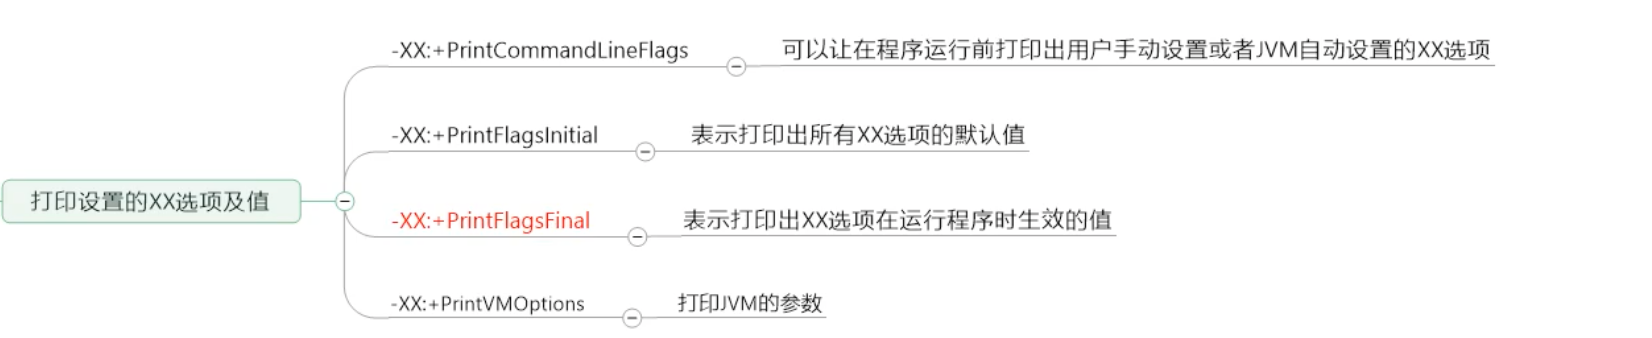 -XX:+PrintCommandLineFlags 可以让在程序运行前打印出用户手动设置或者JVM自动设置的XX选项
-XX:+PrintFlagsInitial 表示打印出所有XX选项的默认值
打印设置的XX选项及值
-XX:+PrintFlagsFinal 表示打印出XX选项在运行程序时生效的值
-XX:+PrintVMOptions 打印JVM的参数